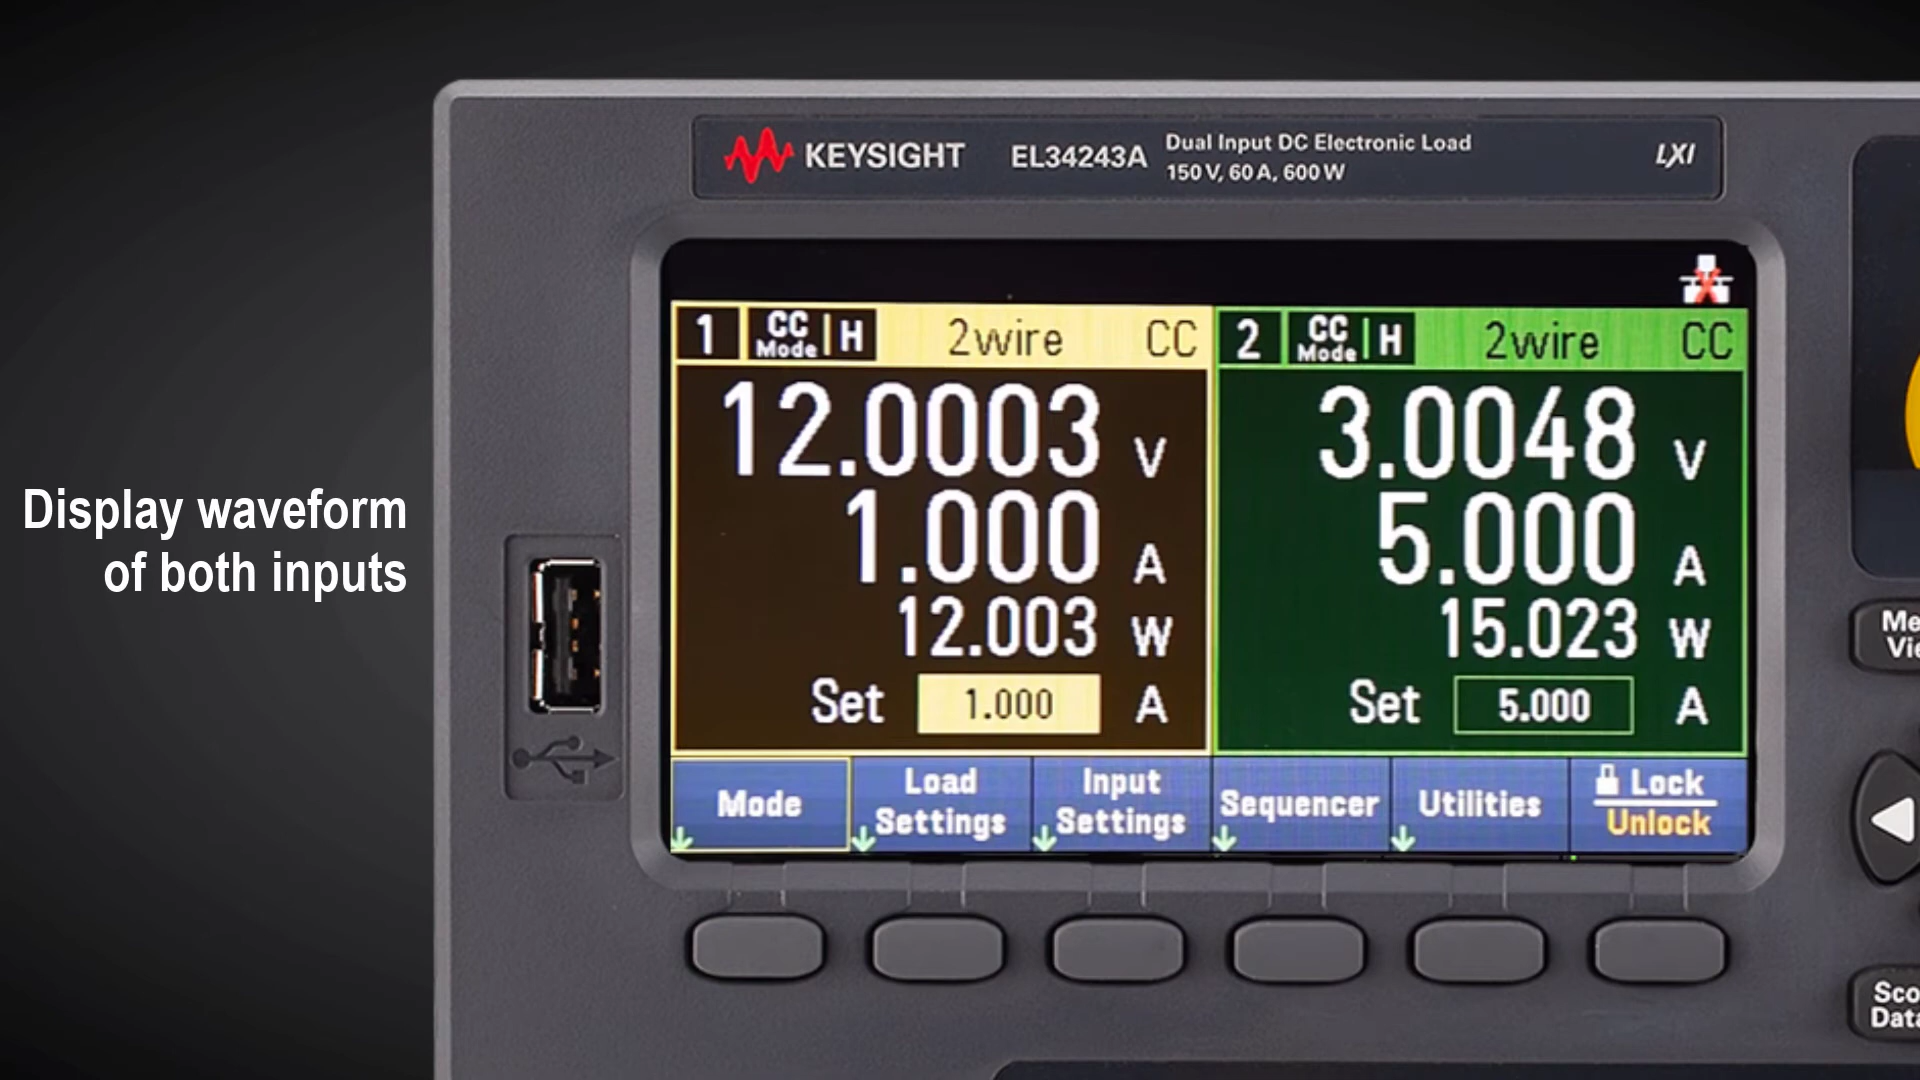 KEYSIGHT EL34243A Dual Input DC Electronic Load LXI
150 V, 60 A, 600 W
1 CC Mode | H 2wire CC
12.0003 V
1.000 A
12.003 W
Set 1.000 A
2 CC Mode | H 2wire CC
3.0048 V
5.000 A
15.023 W
Set 5.000 A
Mode
Load
Settings
Input
Settings
Sequencer
Utilities
Lock
Unlock
Display waveform
of both inputs